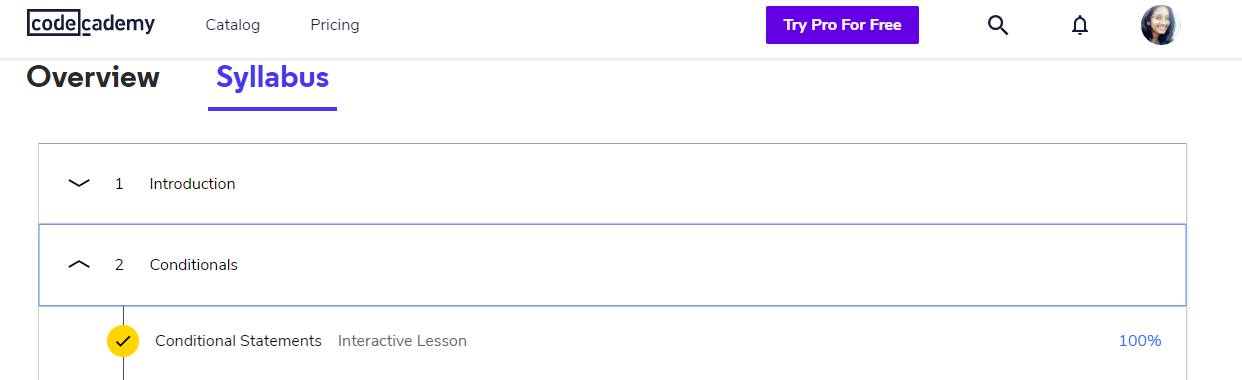 codecademy Catalog Pricing Try Pro For Free
Overview Syllabus
1 Introduction
2 Conditionals
Conditional Statements Interactive Lesson 100%